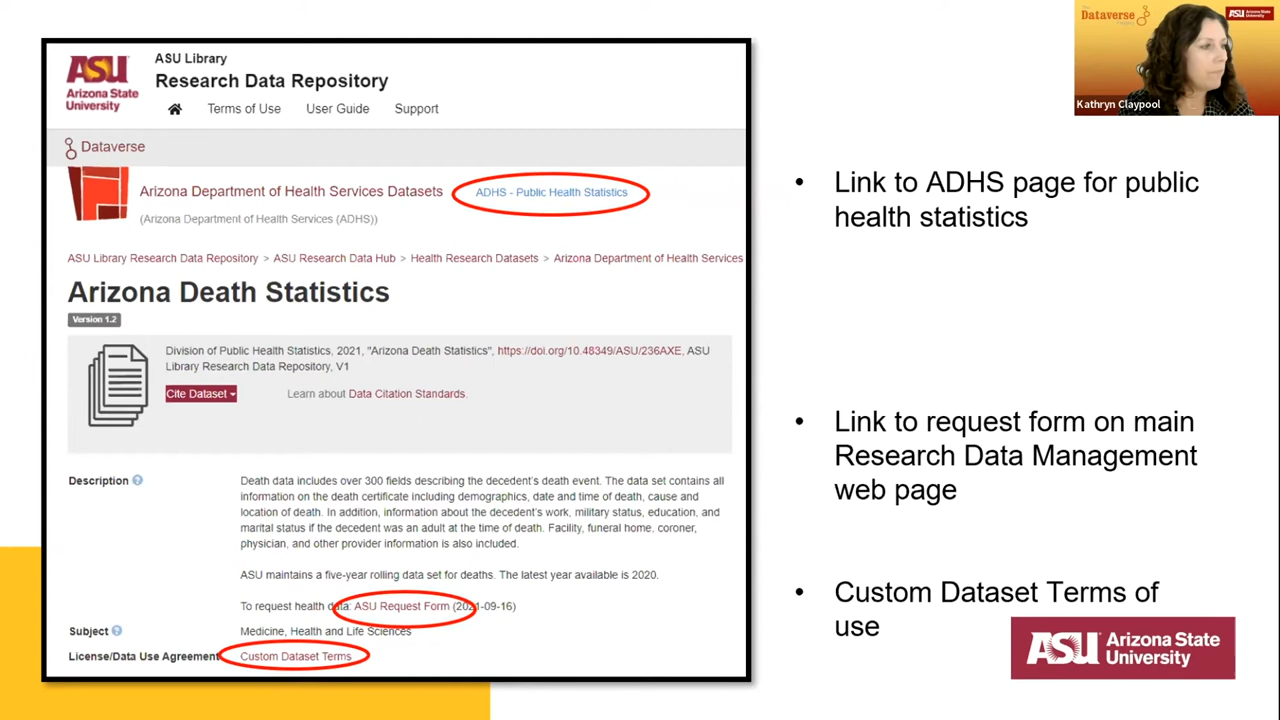 ASU Library
Research Data Repository
ASU
Arizona State
University
Terms of Use User Guide Support
Dataverse
Arizona Department of Health Services Datasets ADHS - Public Health Statistics
(Arizona Department of Health Services (ADHS))
ASU Library Research Data Repository > ASU Research Data Hub > Health Research Datasets > Arizona Department of Health Services
Arizona Death Statistics
Version 1.2
Division of Public Health Statistics, 2021, "Arizona Death Statistics", https://doi.org/10.48349/ASU/236AXE, ASU
Library Research Data Repository, V1
Cite Dataset Learn about Data Citation Standards.
Description Death data includes over 300 fields describing the decedent's death event. The data set contains all
information on the death certificate including demographics, date and time of death, cause and
location of death. In addition, information about the decedent's work, military status, education, and
marital status if the decedent was an adult at the time of death. Facility, funeral home, coroner,
physician, and other provider information is also included.
ASU maintains a five-year rolling data set for deaths. The latest year available is 2020.
To request health data: ASU Request Form (2021-09-16)
Subject Medicine, Health and Life Sciences
License/Data Use Agreement Custom Dataset Terms
Dataverse
ASU Arizona State
University
Kathryn Claypool
• Link to ADHS page for public
health statistics
• Link to request form on main
Research Data Management
web page
• Custom Dataset Terms of
use
ASU Arizona State
University